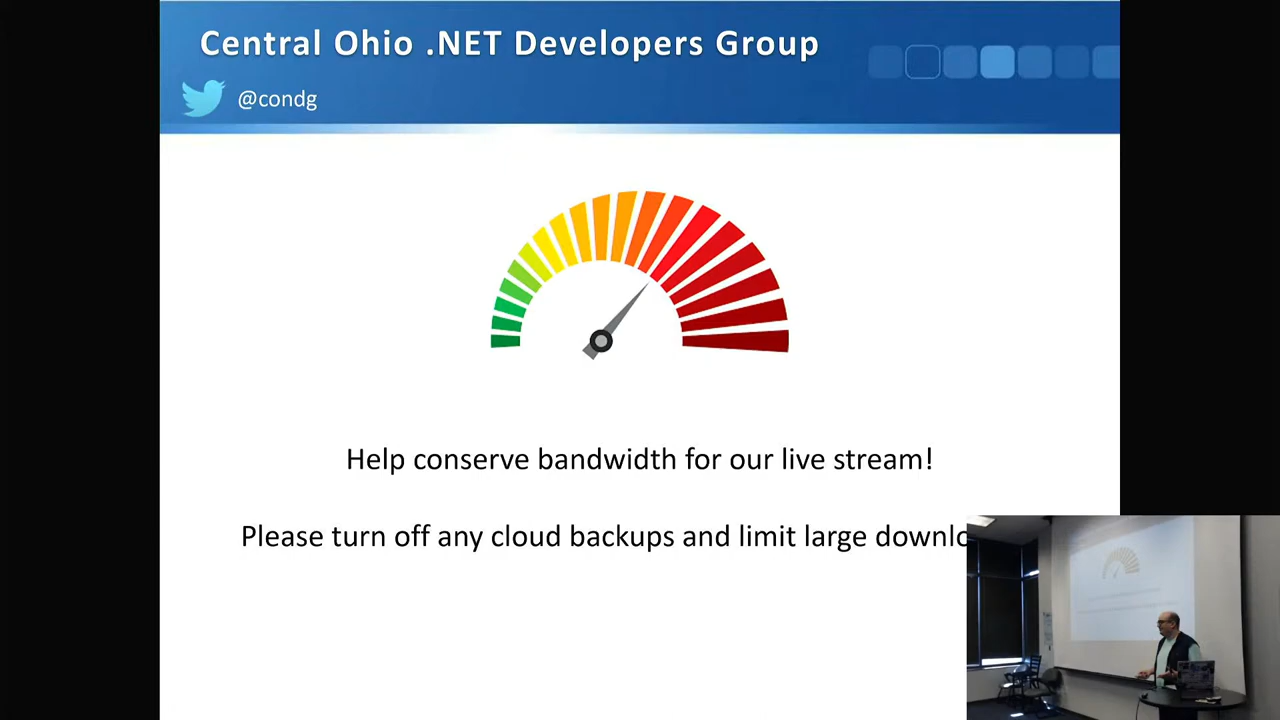 Central Ohio .NET Developers Group
@condg
Help conserve bandwidth for our live stream!
Please turn off any cloud backups and limit large downlo